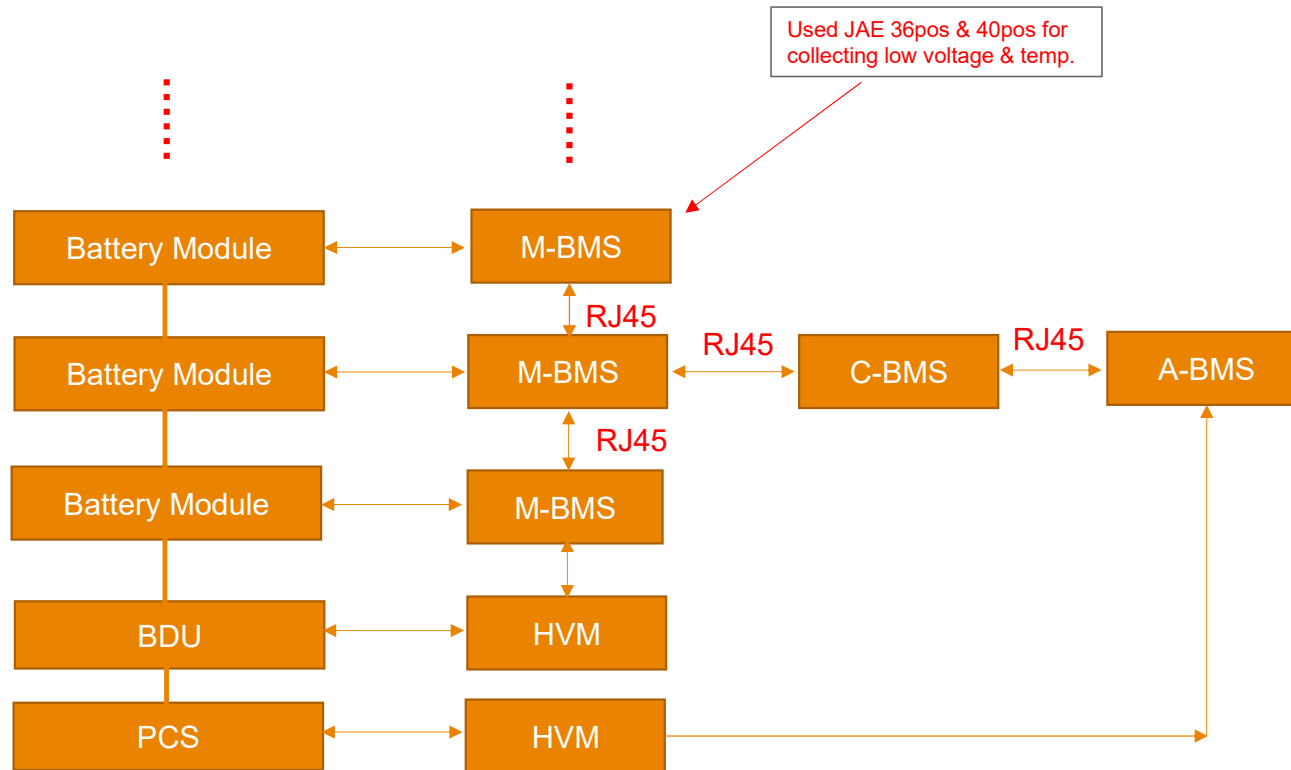 Used JAE 36pos & 40pos for
collecting low voltage & temp.
Battery Module
M-BMS
RJ45
Battery Module
M-BMS
RJ45
C-BMS
RJ45
A-BMS
RJ45
Battery Module
M-BMS
BDU
HVM
PCS
HVM